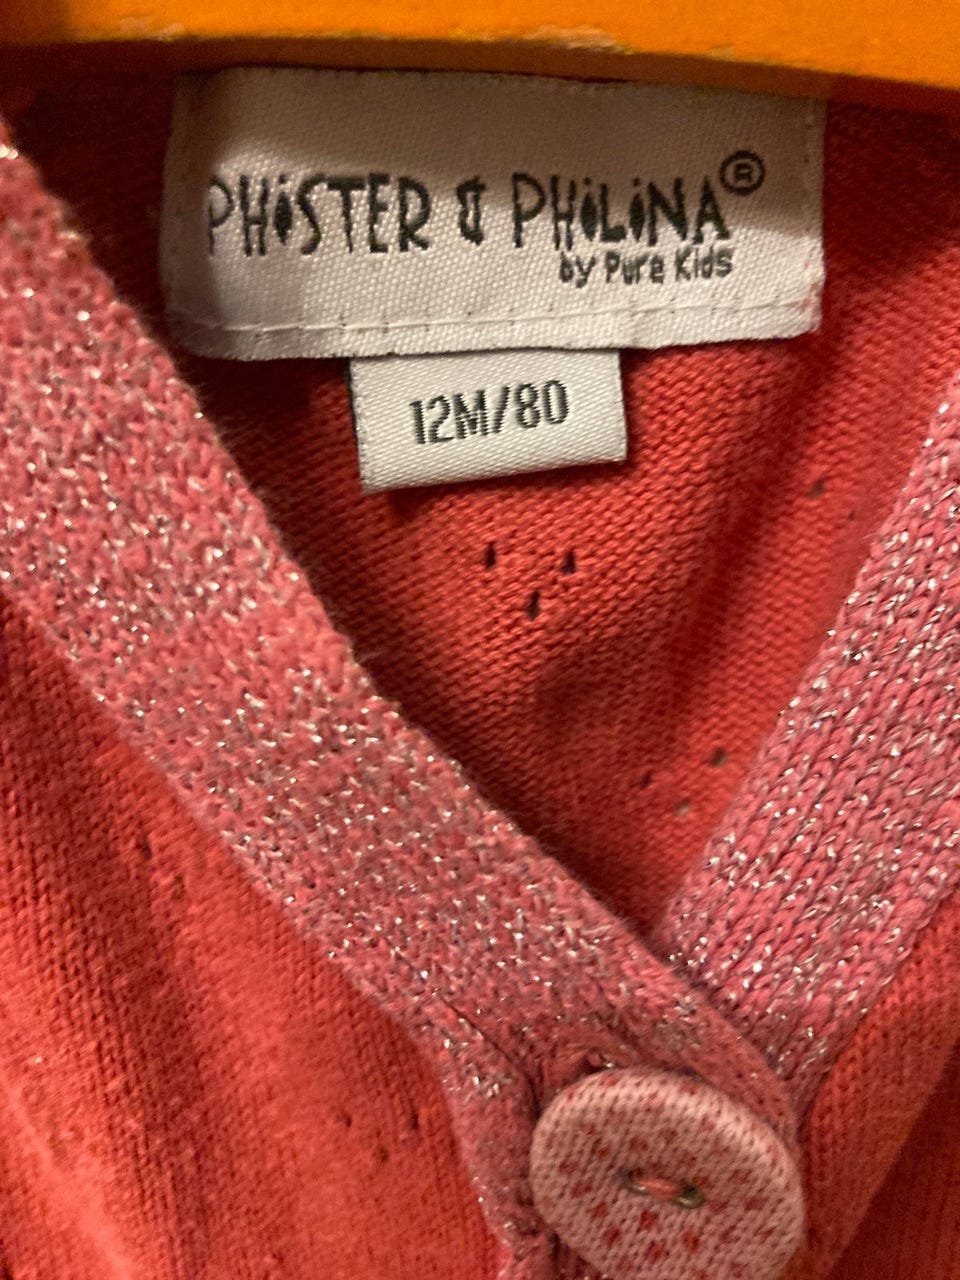 PHiSTER & PHiLiNA®
by Pure Kids
12M/80